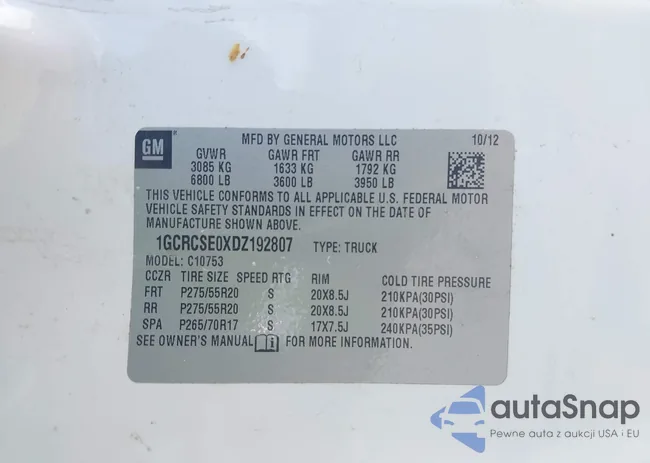 GM
MFD BY GENERAL MOTORS LLC 10/12
GVWR GAWR FRT GAWR RR
3085 KG 1633 KG 1792 KG
6800 LB 3600 LB 3950 LB
THIS VEHICLE CONFORMS TO ALL APPLICABLE U.S. FEDERAL MOTOR
VEHICLE SAFETY STANDARDS IN EFFECT ON THE DATE OF
MANUFACTURE SHOWN ABOVE.
1GCRCSE0XDZ192807 TYPE: TRUCK
MODEL: C10753
CCZR TIRE SIZE SPEED RTG RIM COLD TIRE PRESSURE
FRT P275/55R20 S 20X8.5J 210KPA(30PSI)
RR P275/55R20 S 20X8.5J 210KPA(30PSI)
SPA P265/70R17 S 17X7.5J 240KPA(35PSI)
SEE OWNER'S MANUAL FOR MORE INFORMATION.
autaSnap
Pewne auta z aukcji USA i EU